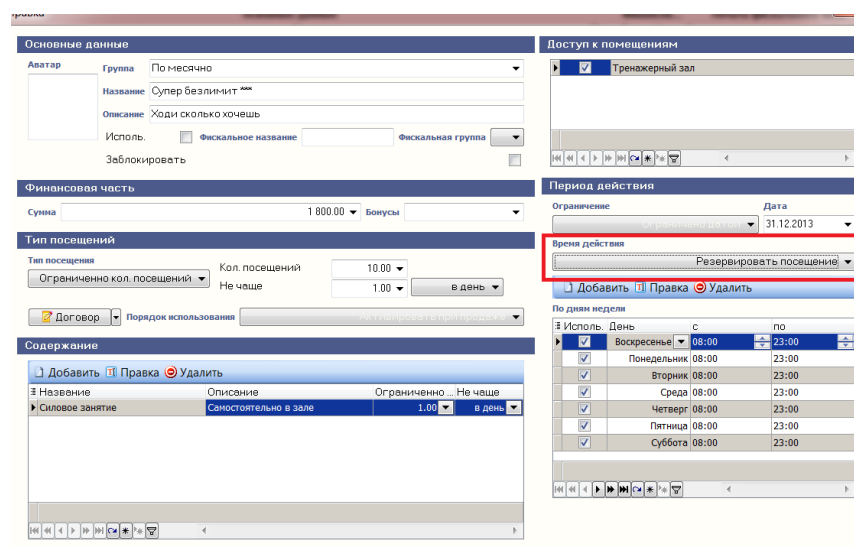 Основные данные
Аватар
Группа По месячно
Название Супер безлимит ***
Описание Ходи сколько хочешь
Исполь. Фискальное название Фискальная группа
Заблокировать
Финансовая часть
Сумма 1 800.00 Бонусы
Тип посещений
Тип посещения
Ограниченно кол. посещений
Кол. посещений 10.00
Не чаще 1.00 в день
Договор Порядок использования Активировать при продаже
Содержание
Добавить Правка Удалить
Название Описание Ограниченно ... Не чаще
Силовое занятие Самостоятельно в зале 1.00 в день
Доступ к помещениям
Тренажерный зал
Период действия
Ограничение Дата
Ограничено датой 31.12.2013
Время действия
Резервировать посещение
Добавить Правка Удалить
По дням недели
Исполь. День с по
Воскресенье 08:00 23:00
Понедельник 08:00 23:00
Вторник 08:00 23:00
Среда 08:00 23:00
Четверг 08:00 23:00
Пятница 08:00 23:00
Суббота 08:00 23:00